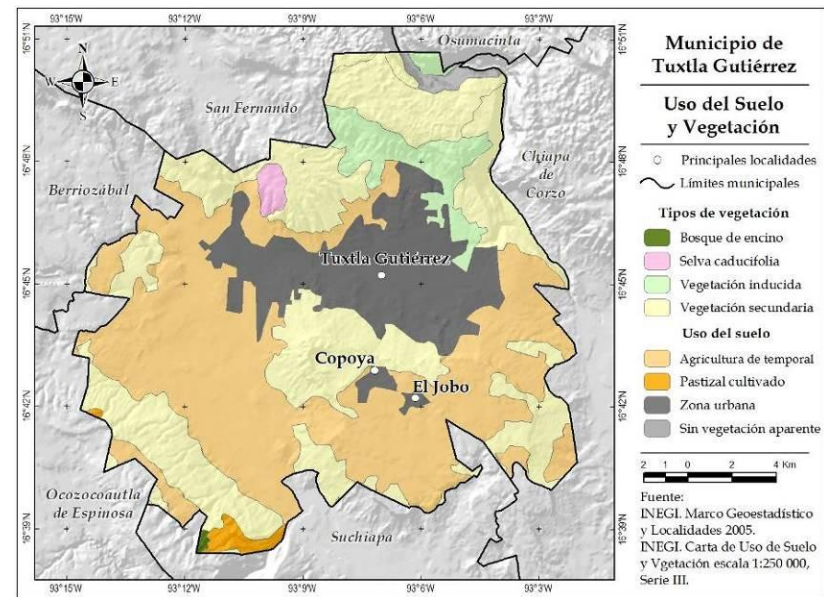 93°15'W
93°12'W
93°9'W
93°6'W
93°3'W
16°51'N
16°51'N
N
W
E
S
Osumacinta
San Fernando
Chiapa
de
Corzo
16°48'N
16°48'N
Berriozábal
Tuxtla Gutiérrez
16°45'N
16°45'N
Copoya
El Jobo
16°42'N
16°42'N
Ocozocoautla
de Espinosa
Suchiapa
16°39'N
16°39'N
93°15'W
93°12'W
93°9'W
93°6'W
93°3'W
Municipio de
Tuxtla Gutiérrez
Uso del Suelo
y Vegetación
Principales localidades
Límites municipales
Tipos de vegetación
Bosque de encino
Selva caducifolia
Vegetación inducida
Vegetación secundaria
Uso del suelo
Agricultura de temporal
Pastizal cultivado
Zona urbana
Sin vegetación aparente
2 1 0 2 4 Km
Fuente:
INEGI. Marco Geoestadístico
y Localidades 2005.
INEGI. Carta de Uso de Suelo
y Vgetación escala 1:250 000,
Serie III.